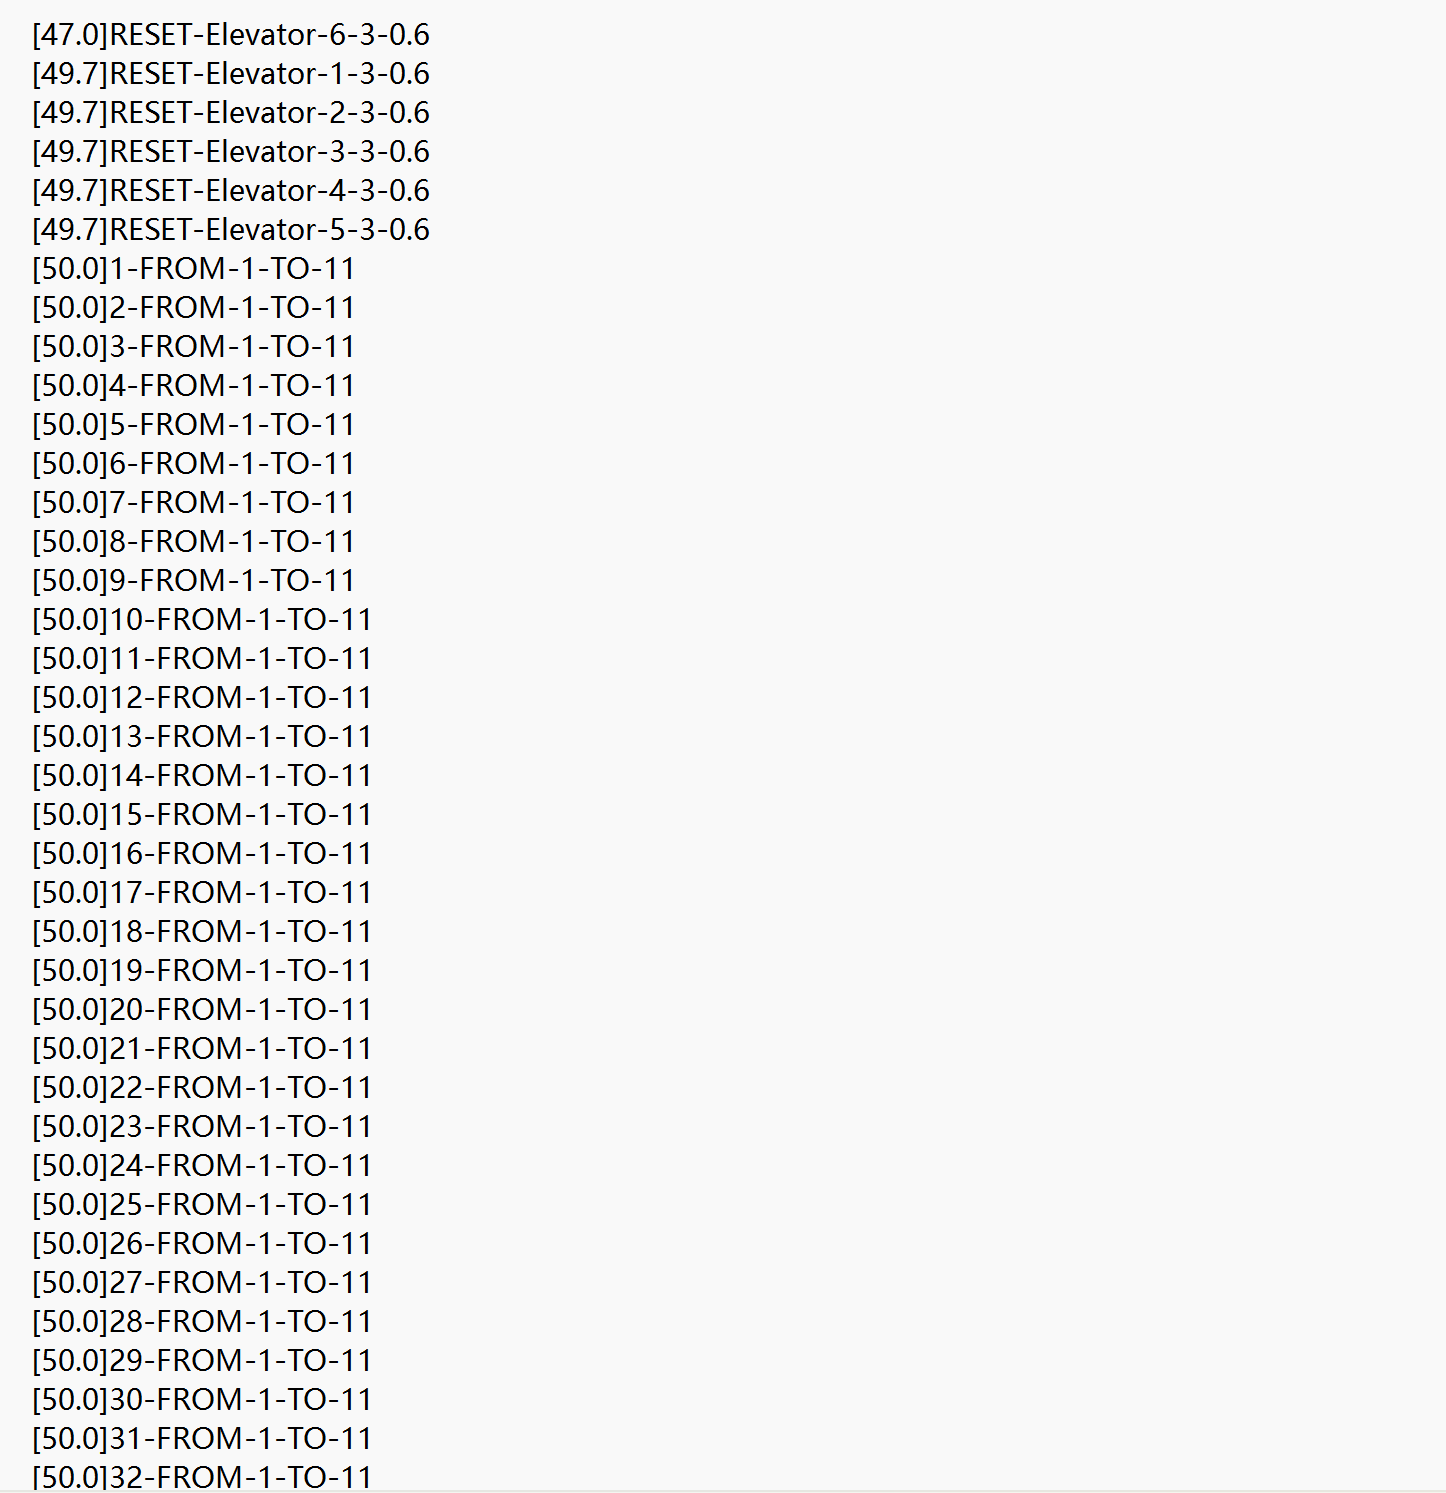 [47.0]RESET-Elevator-6-3-0.6
[49.7]RESET-Elevator-1-3-0.6
[49.7]RESET-Elevator-2-3-0.6
[49.7]RESET-Elevator-3-3-0.6
[49.7]RESET-Elevator-4-3-0.6
[49.7]RESET-Elevator-5-3-0.6
[50.0]1-FROM-1-TO-11
[50.0]2-FROM-1-TO-11
[50.0]3-FROM-1-TO-11
[50.0]4-FROM-1-TO-11
[50.0]5-FROM-1-TO-11
[50.0]6-FROM-1-TO-11
[50.0]7-FROM-1-TO-11
[50.0]8-FROM-1-TO-11
[50.0]9-FROM-1-TO-11
[50.0]10-FROM-1-TO-11
[50.0]11-FROM-1-TO-11
[50.0]12-FROM-1-TO-11
[50.0]13-FROM-1-TO-11
[50.0]14-FROM-1-TO-11
[50.0]15-FROM-1-TO-11
[50.0]16-FROM-1-TO-11
[50.0]17-FROM-1-TO-11
[50.0]18-FROM-1-TO-11
[50.0]19-FROM-1-TO-11
[50.0]20-FROM-1-TO-11
[50.0]21-FROM-1-TO-11
[50.0]22-FROM-1-TO-11
[50.0]23-FROM-1-TO-11
[50.0]24-FROM-1-TO-11
[50.0]25-FROM-1-TO-11
[50.0]26-FROM-1-TO-11
[50.0]27-FROM-1-TO-11
[50.0]28-FROM-1-TO-11
[50.0]29-FROM-1-TO-11
[50.0]30-FROM-1-TO-11
[50.0]31-FROM-1-TO-11
[50.0]32-FROM-1-TO-11